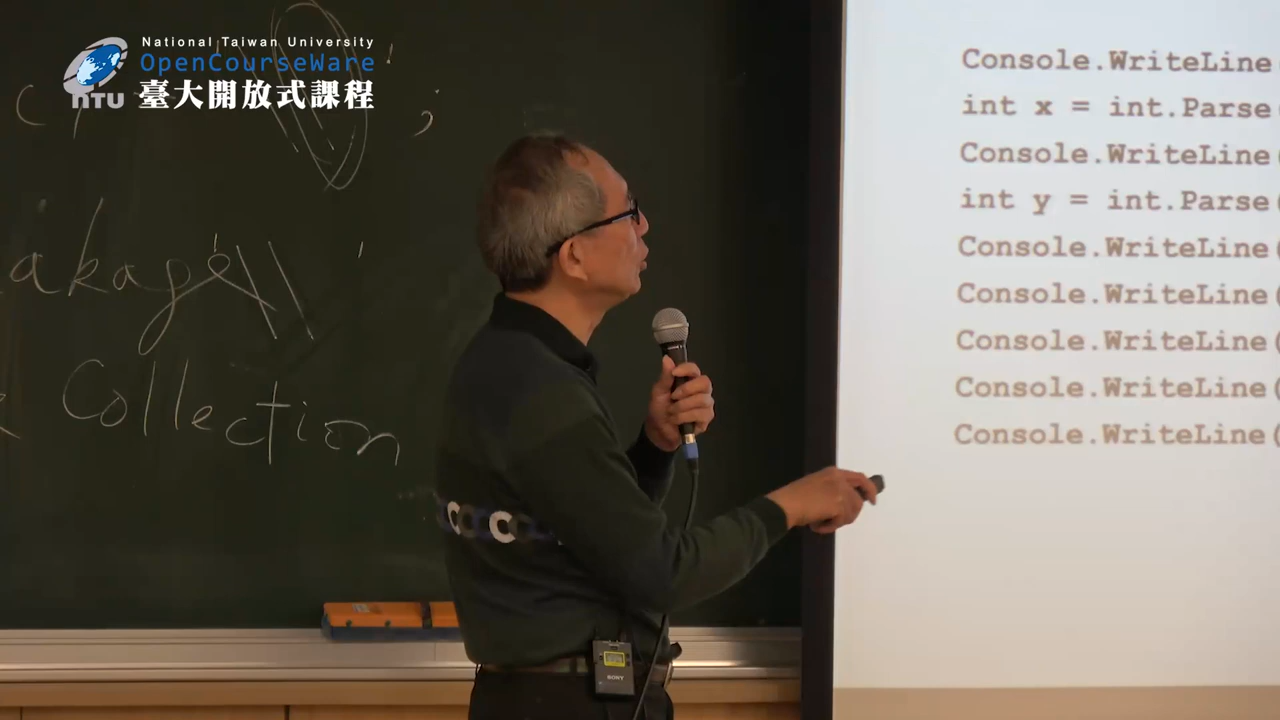 National Taiwan University
OpenCourseWare
臺大開放式課程
NTU
akage
Collection
SONY
Console.WriteLine(
int x = int.Parse(
Console.WriteLine(
int y = int.Parse(
Console.WriteLine(
Console.WriteLine(
Console.WriteLine(
Console.WriteLine(
Console.WriteLine(